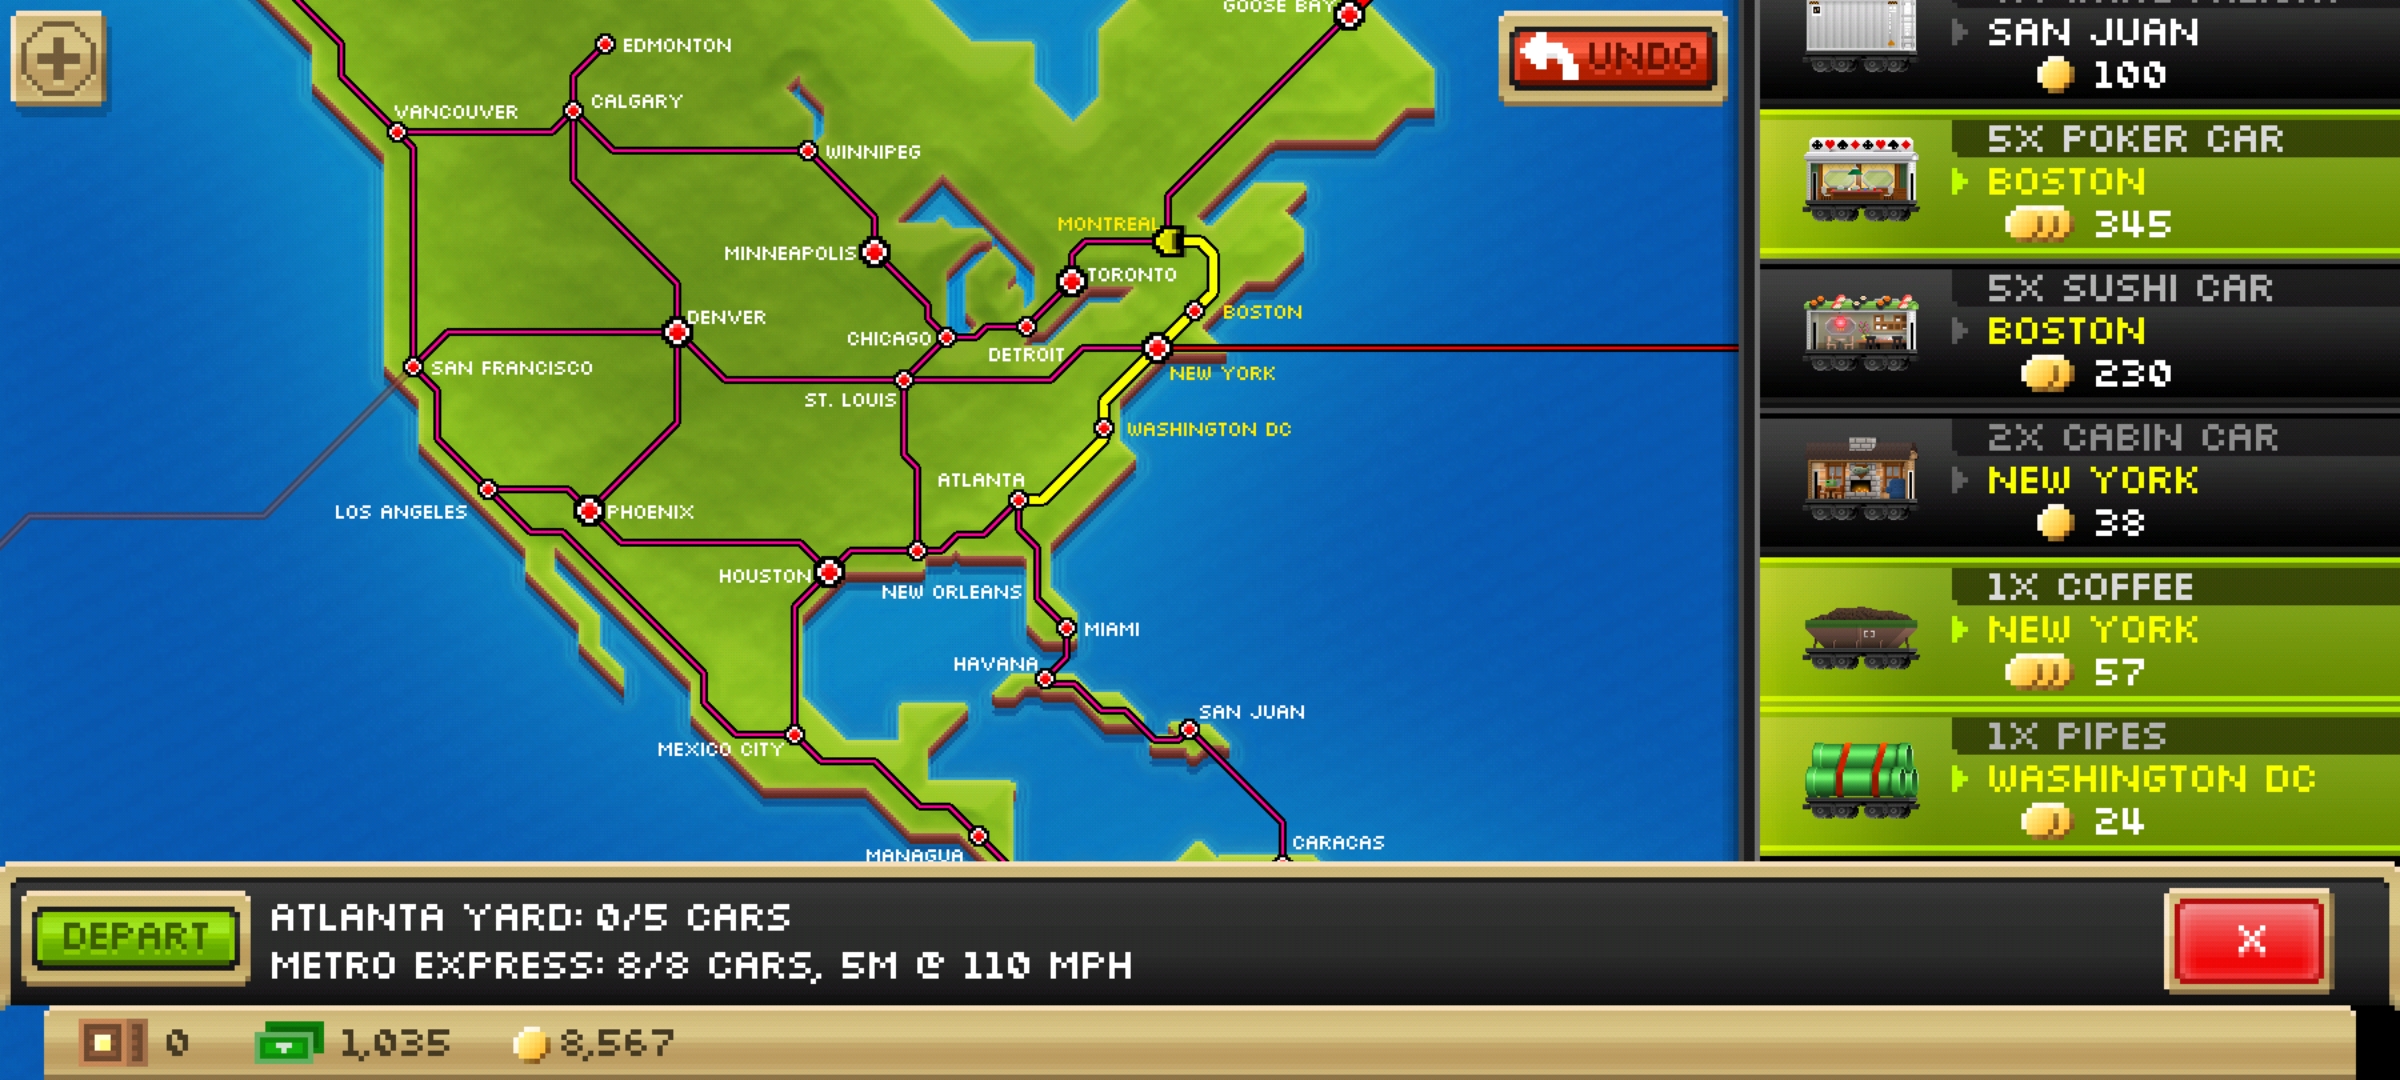 GOOSE BAY
EDMONTON
CALGARY
VANCOUVER
WINNIPEG
MONTREAL
MINNEAPOLIS
TORONTO
BOSTON
DENVER
CHICAGO
DETROIT
SAN FRANCISCO
NEW YORK
ST. LOUIS
WASHINGTON DC
ATLANTA
LOS ANGELES
PHOENIX
HOUSTON
NEW ORLEANS
MIAMI
HAVANA
SAN JUAN
MEXICO CITY
CARACAS
MANAGUA
UNDO
SAN JUAN
100
5X POKER CAR
BOSTON
345
5X SUSHI CAR
BOSTON
230
2X CABIN CAR
NEW YORK
38
1X COFFEE
NEW YORK
57
1X PIPES
WASHINGTON DC
24
DEPART
ATLANTA YARD: 0/5 CARS
METRO EXPRESS: 8/8 CARS, 5M @ 110 MPH
X
0
1,035
8,567